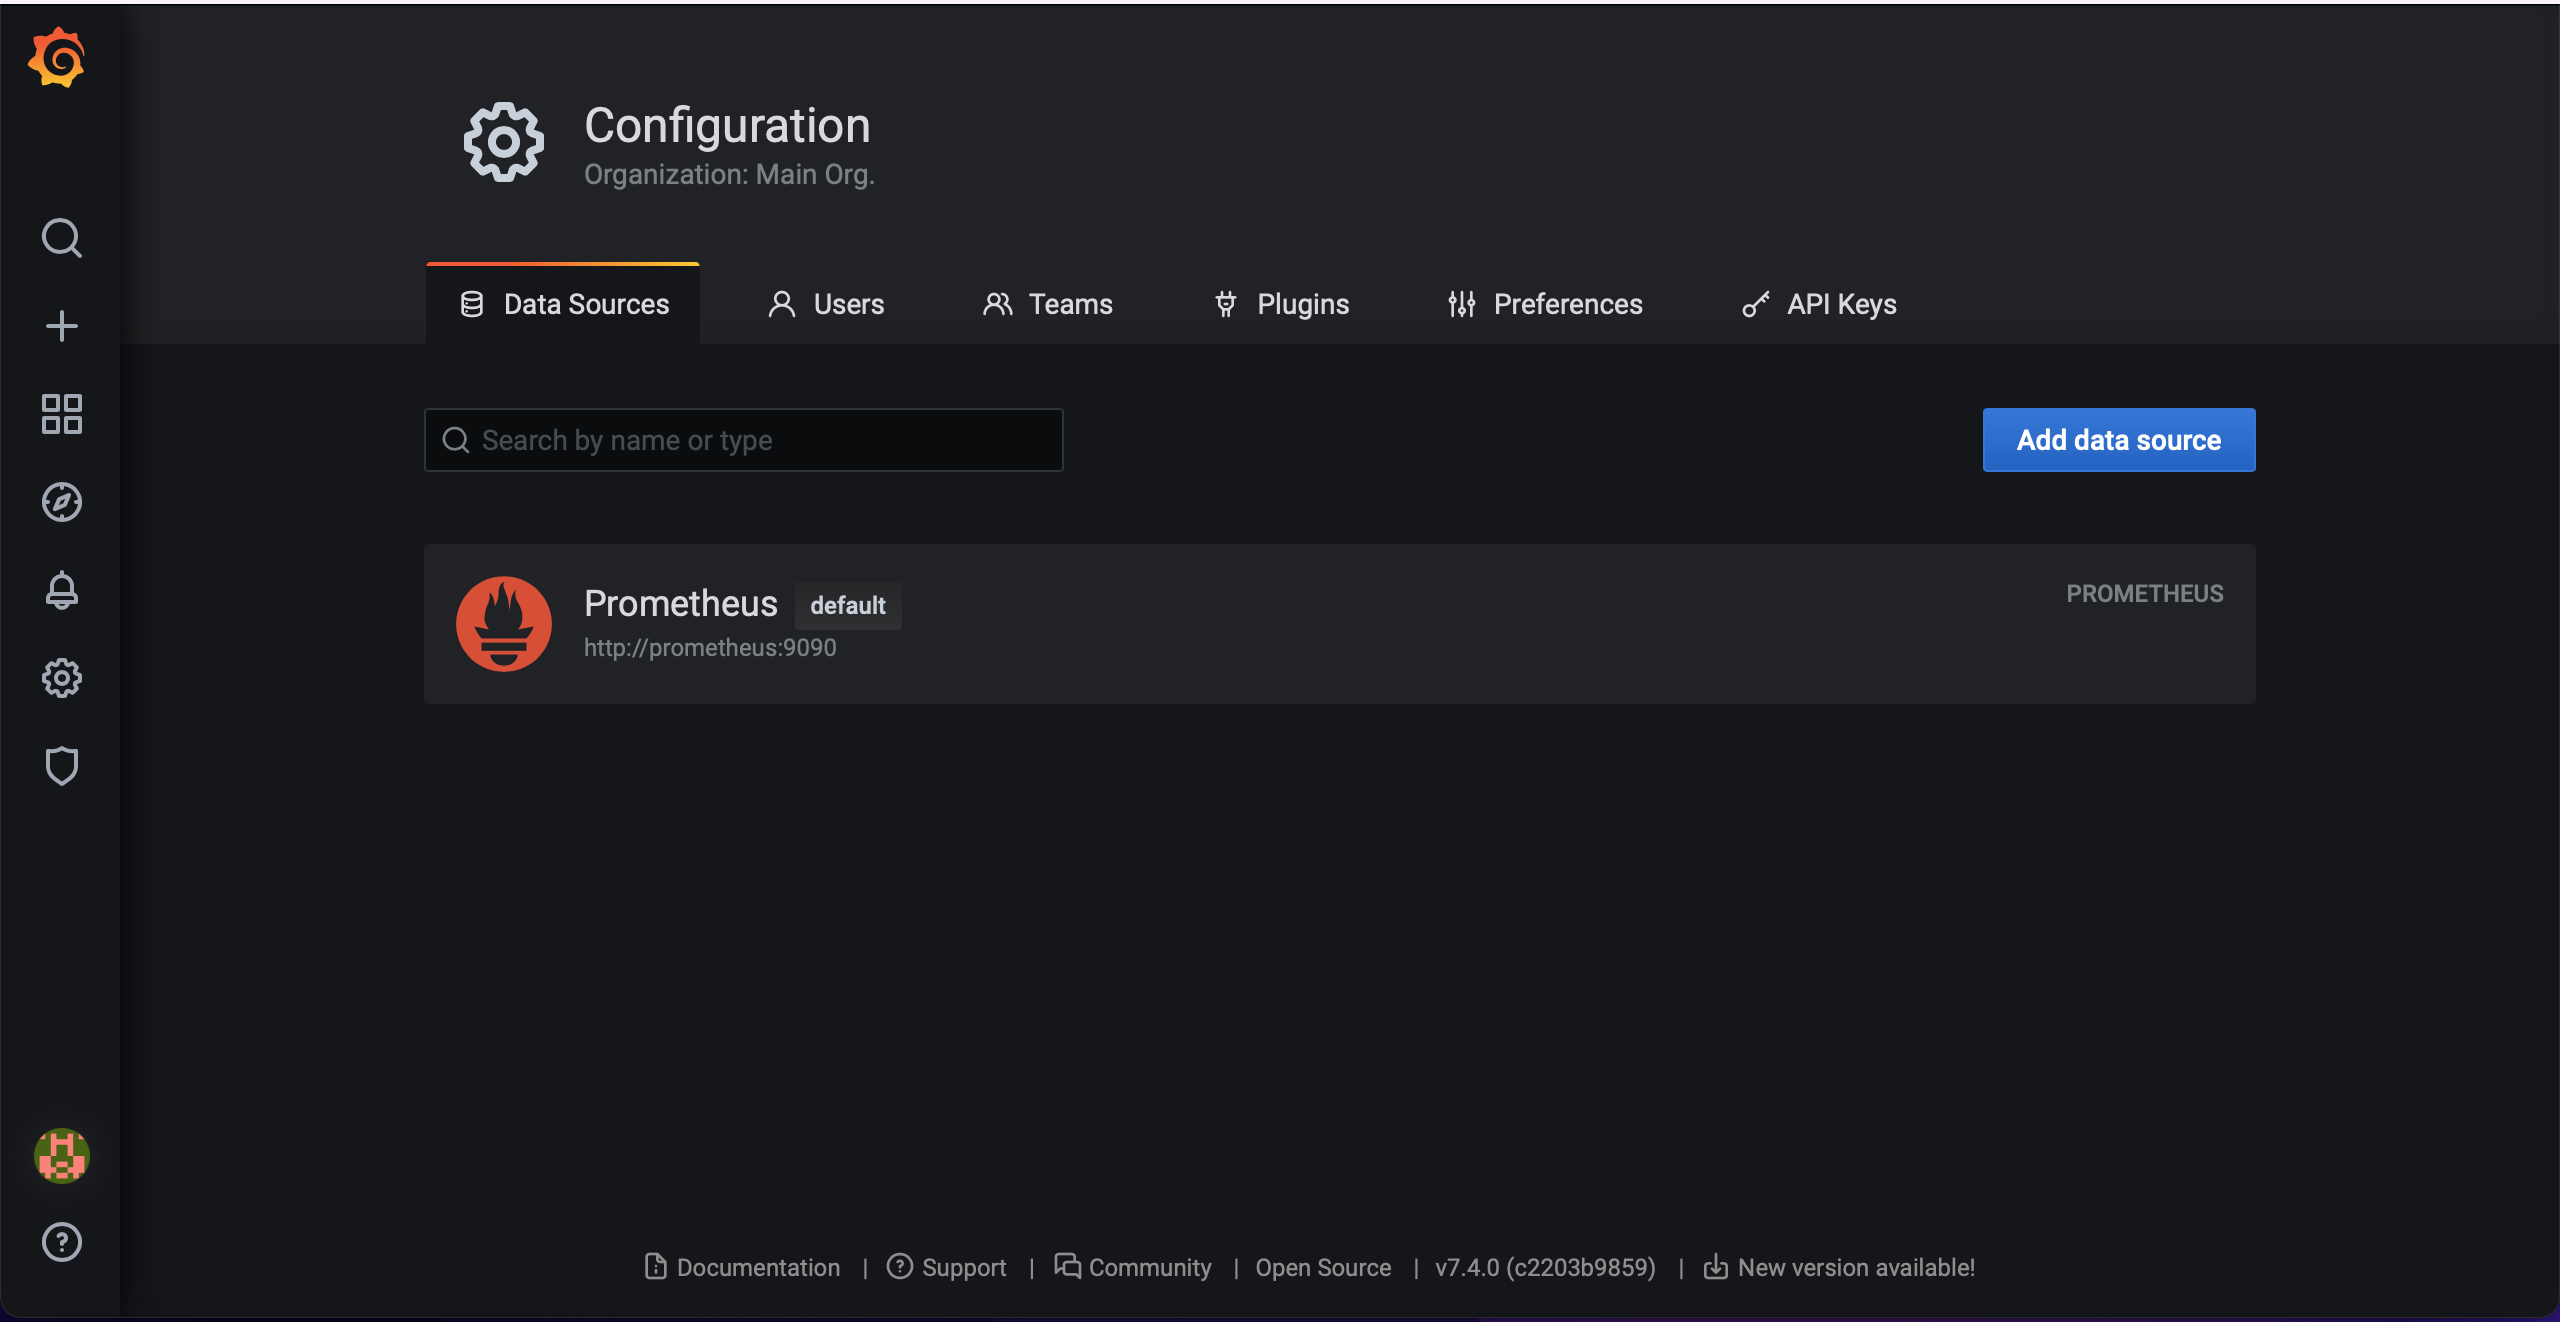 Configuration
Organization: Main Org.
Data Sources
Users
Teams
Plugins
Preferences
API Keys
Search by name or type
Add data source
Prometheus default
PROMETHEUS
http://prometheus:9090
Documentation | Support | Community | Open Source | v7.4.0 (c2203b9859) | New version available!